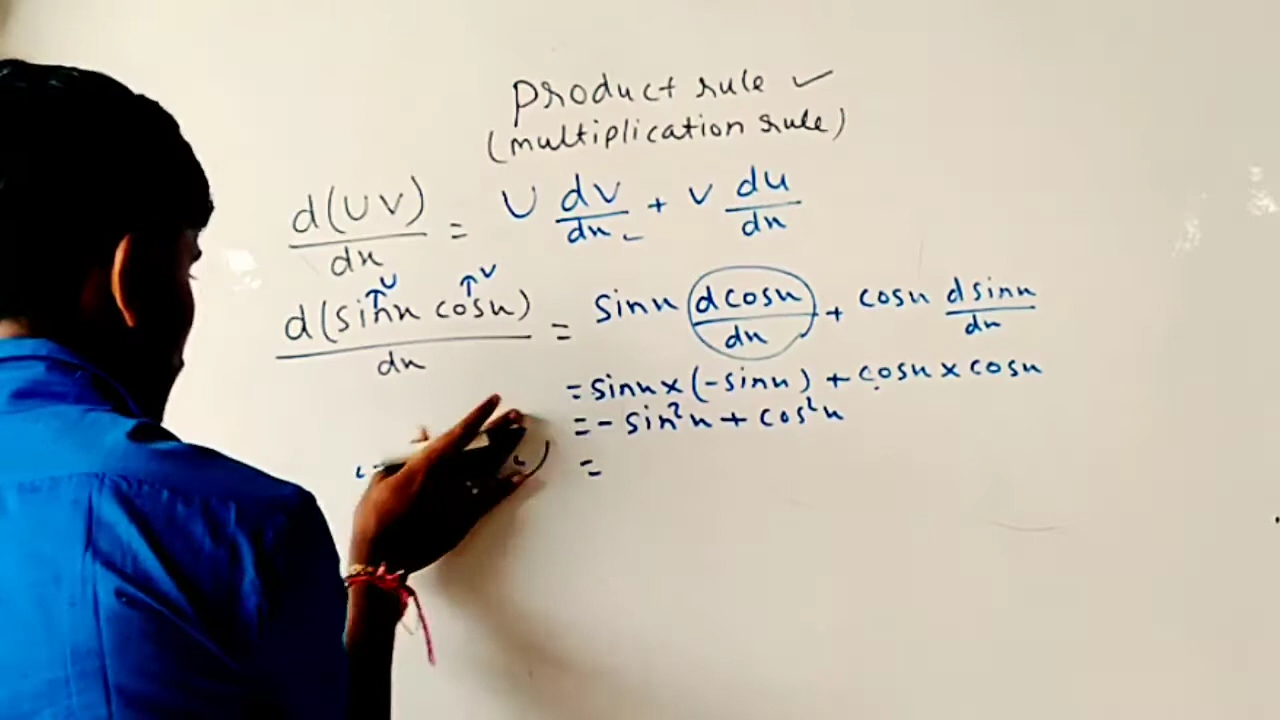 Product rule ✓
(multiplication rule)
d(UV)/dx = U dv/dx + V du/dx
↑U ↑V
d(sinx cosx)/dx = sinx dcosx/dx + cosx dsinx/dx
= sinx × (-sinx) + cosx × cosx
= - sin²x + cos²x
=